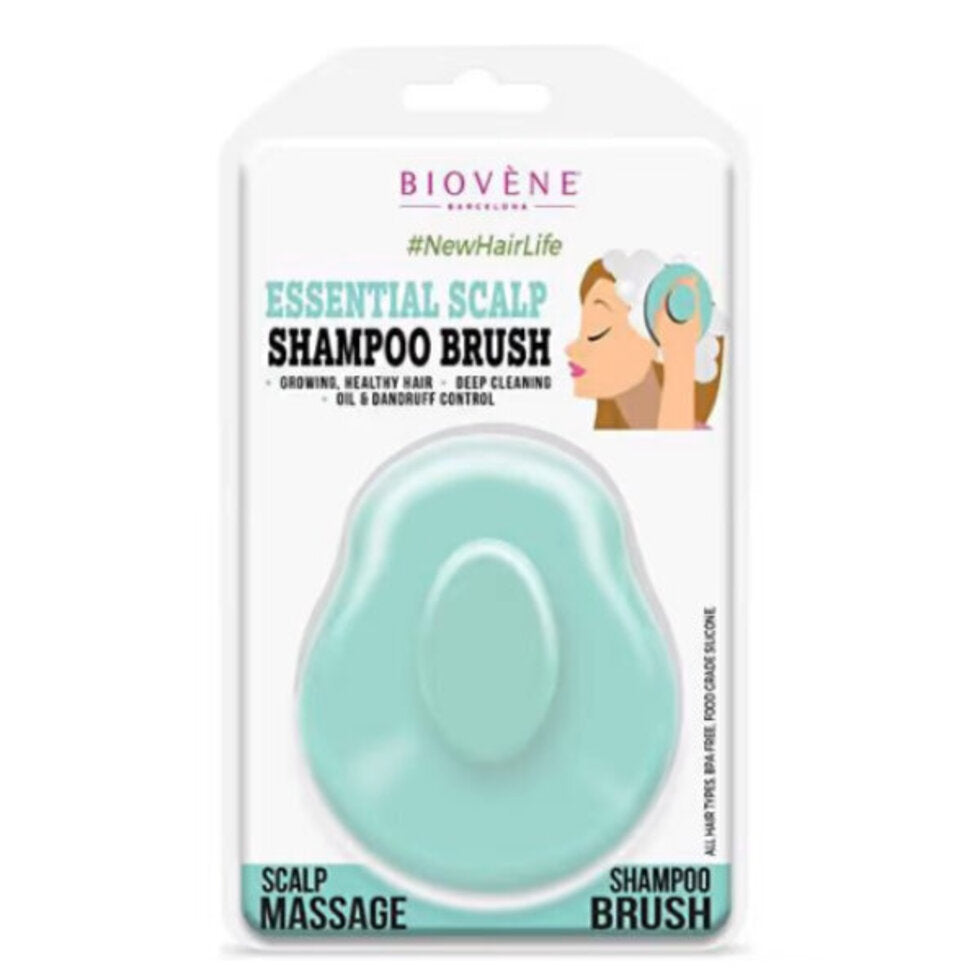 BIOVÈNE
BARCELONA
#NewHairLife
ESSENTIAL SCALP
SHAMPOO BRUSH
• GROWING, HEALTHY HAIR • DEEP CLEANING
• OIL & DANDRUFF CONTROL
ALL HAIR TYPES. BPA FREE. FOOD GRADE SILICONE.
SCALP
MASSAGE
SHAMPOO
BRUSH